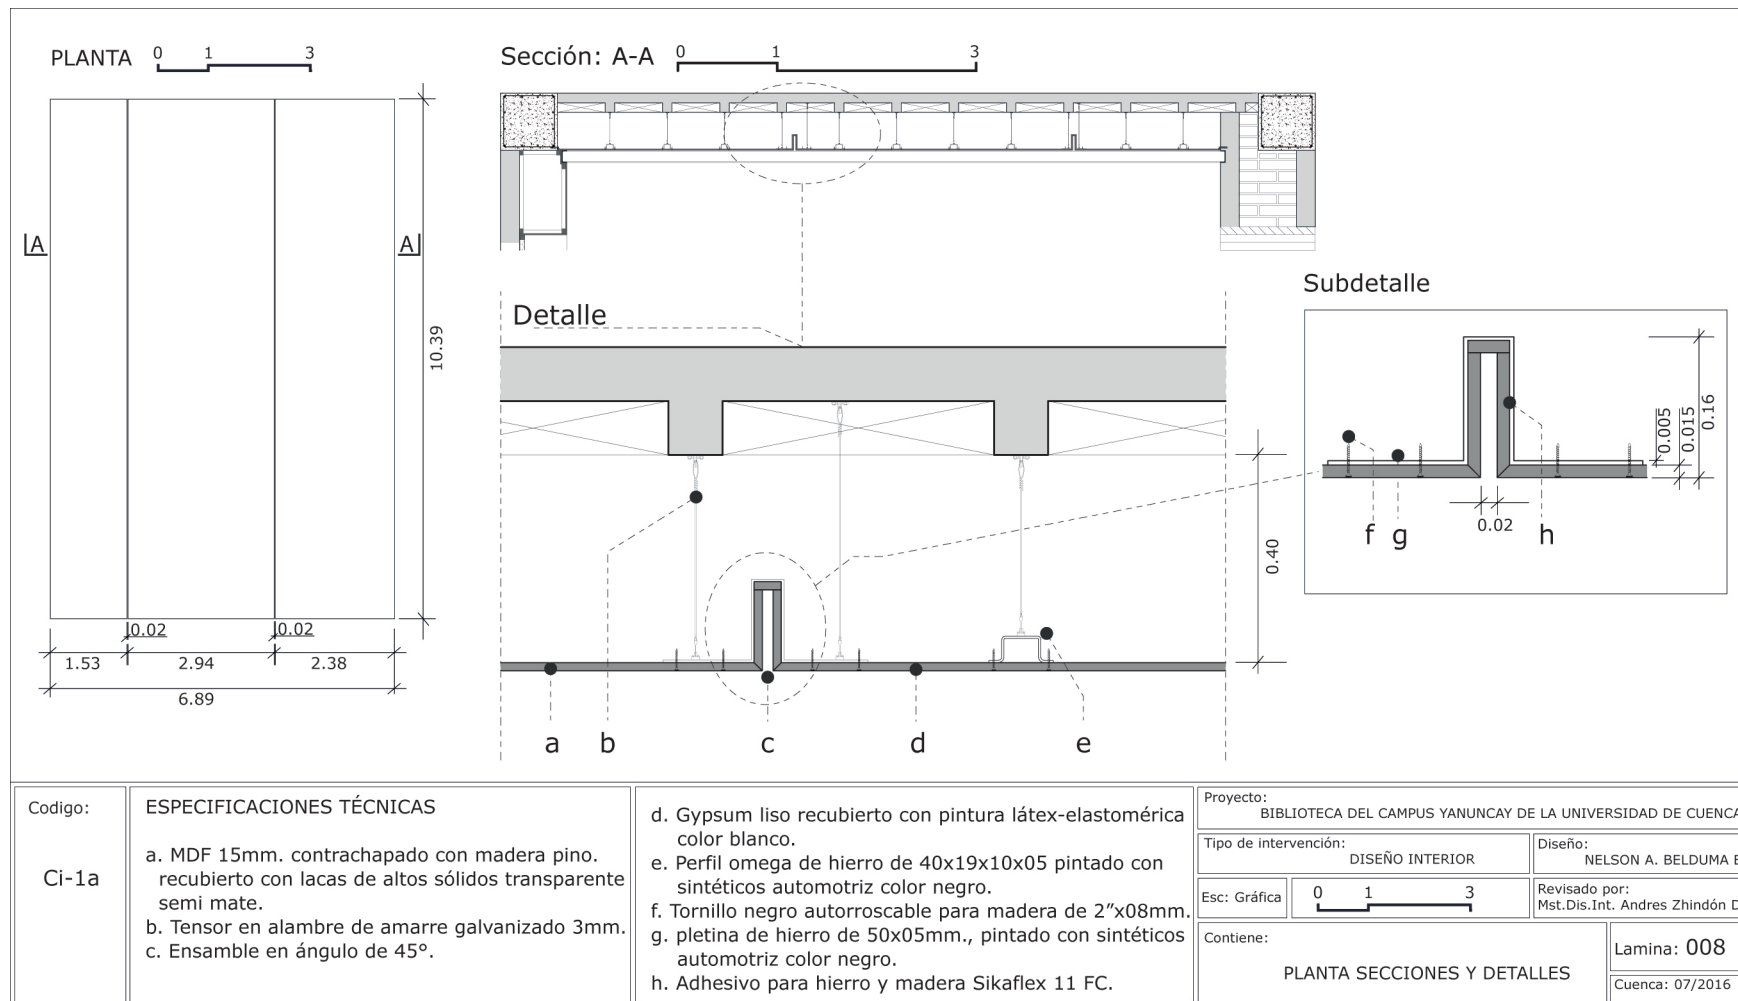 PLANTA
0 1 3
Sección: A-A
0 1 3
A
A
10.39
0.02
0.02
1.53
2.94
2.38
6.89
Detalle
0.40
a
b
c
d
e
Subdetalle
0.005
0.015
0.16
0.02
f
g
h
Codigo:
Ci-1a
ESPECIFICACIONES TÉCNICAS
a. MDF 15mm. contrachapado con madera pino.
recubierto con lacas de altos sólidos transparente
semi mate.
b. Tensor en alambre de amarre galvanizado 3mm.
c. Ensamble en ángulo de 45°.
d. Gypsum liso recubierto con pintura látex-elastomérica
color blanco.
e. Perfil omega de hierro de 40x19x10x05 pintado con
sintéticos automotriz color negro.
f. Tornillo negro autorroscable para madera de 2”x08mm.
g. pletina de hierro de 50x05mm., pintado con sintéticos
automotriz color negro.
h. Adhesivo para hierro y madera Sikaflex 11 FC.
Proyecto:
BIBLIOTECA DEL CAMPUS YANUNCAY DE LA UNIVERSIDAD DE CUENCA
Tipo de intervención:
DISEÑO INTERIOR
Diseño:
NELSON A. BELDUMA
Esc: Gráfica
0 1 3
Revisado por:
Mst.Dis.Int. Andres Zhindón
Contiene:
PLANTA SECCIONES Y DETALLES
Lamina: 008
Cuenca: 07/2016